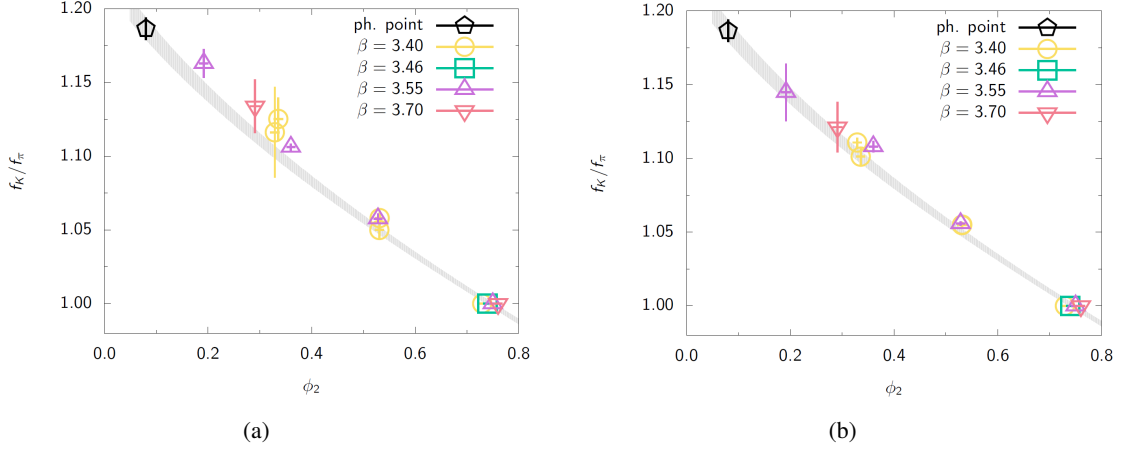 1.20
1.15
1.10
1.05
1.00
0.0 0.2 0.4 0.6 0.8
f_K/f_π
ϕ₂
ph. point
β = 3.40
β = 3.46
β = 3.55
β = 3.70
(a)
1.20
1.15
1.10
1.05
1.00
0.0 0.2 0.4 0.6 0.8
f_K/f_π
ϕ₂
ph. point
β = 3.40
β = 3.46
β = 3.55
β = 3.70
(b)